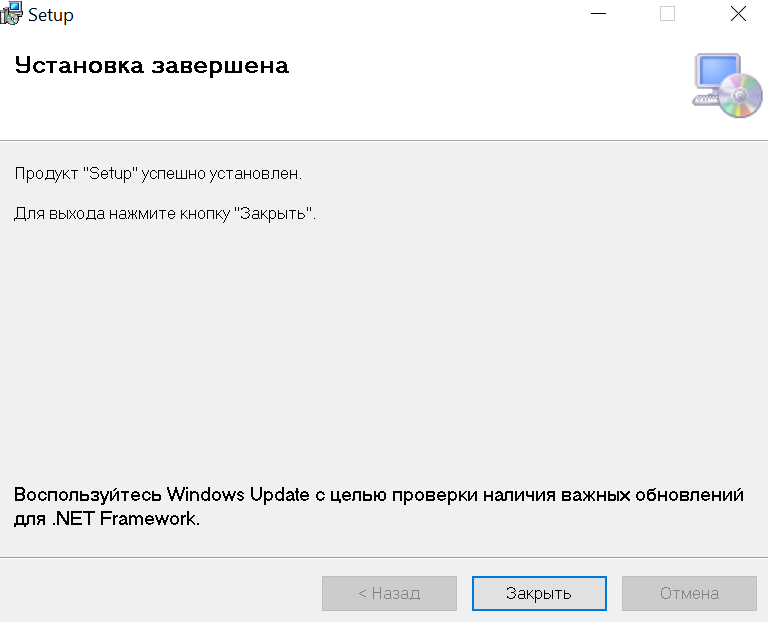 Setup
Установка завершена
Продукт "Setup" успешно установлен.
Для выхода нажмите кнопку "Закрыть".
Воспользуйтесь Windows Update с целью проверки наличия важных обновлений
для .NET Framework.
< Назад
Закрыть
Отмена